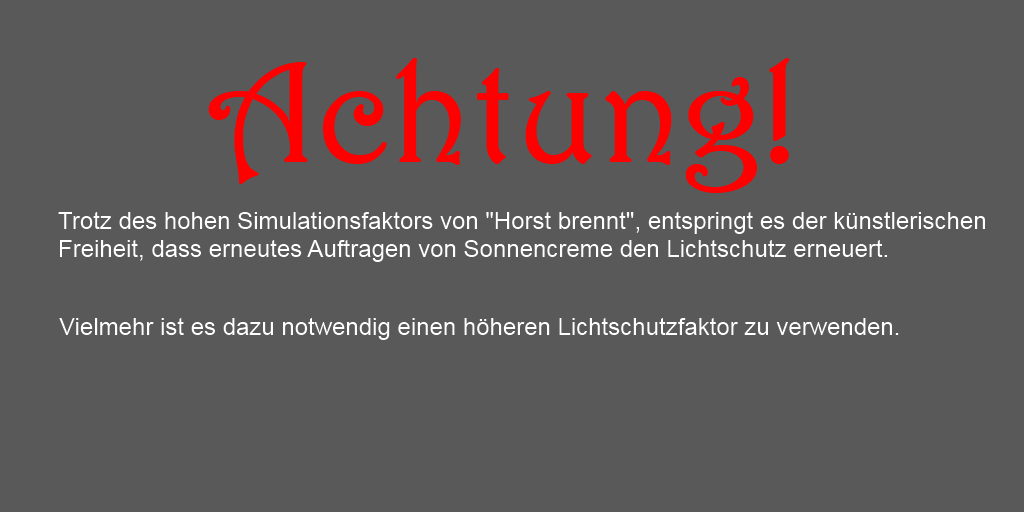 Achtung!
Trotz des hohen Simulationsfaktors von "Horst brennt", entspringt es der künstlerischen
Freiheit, dass erneutes Auftragen von Sonnencreme den Lichtschutz erneuert.
Vielmehr ist es dazu notwendig einen höheren Lichtschutzfaktor zu verwenden.